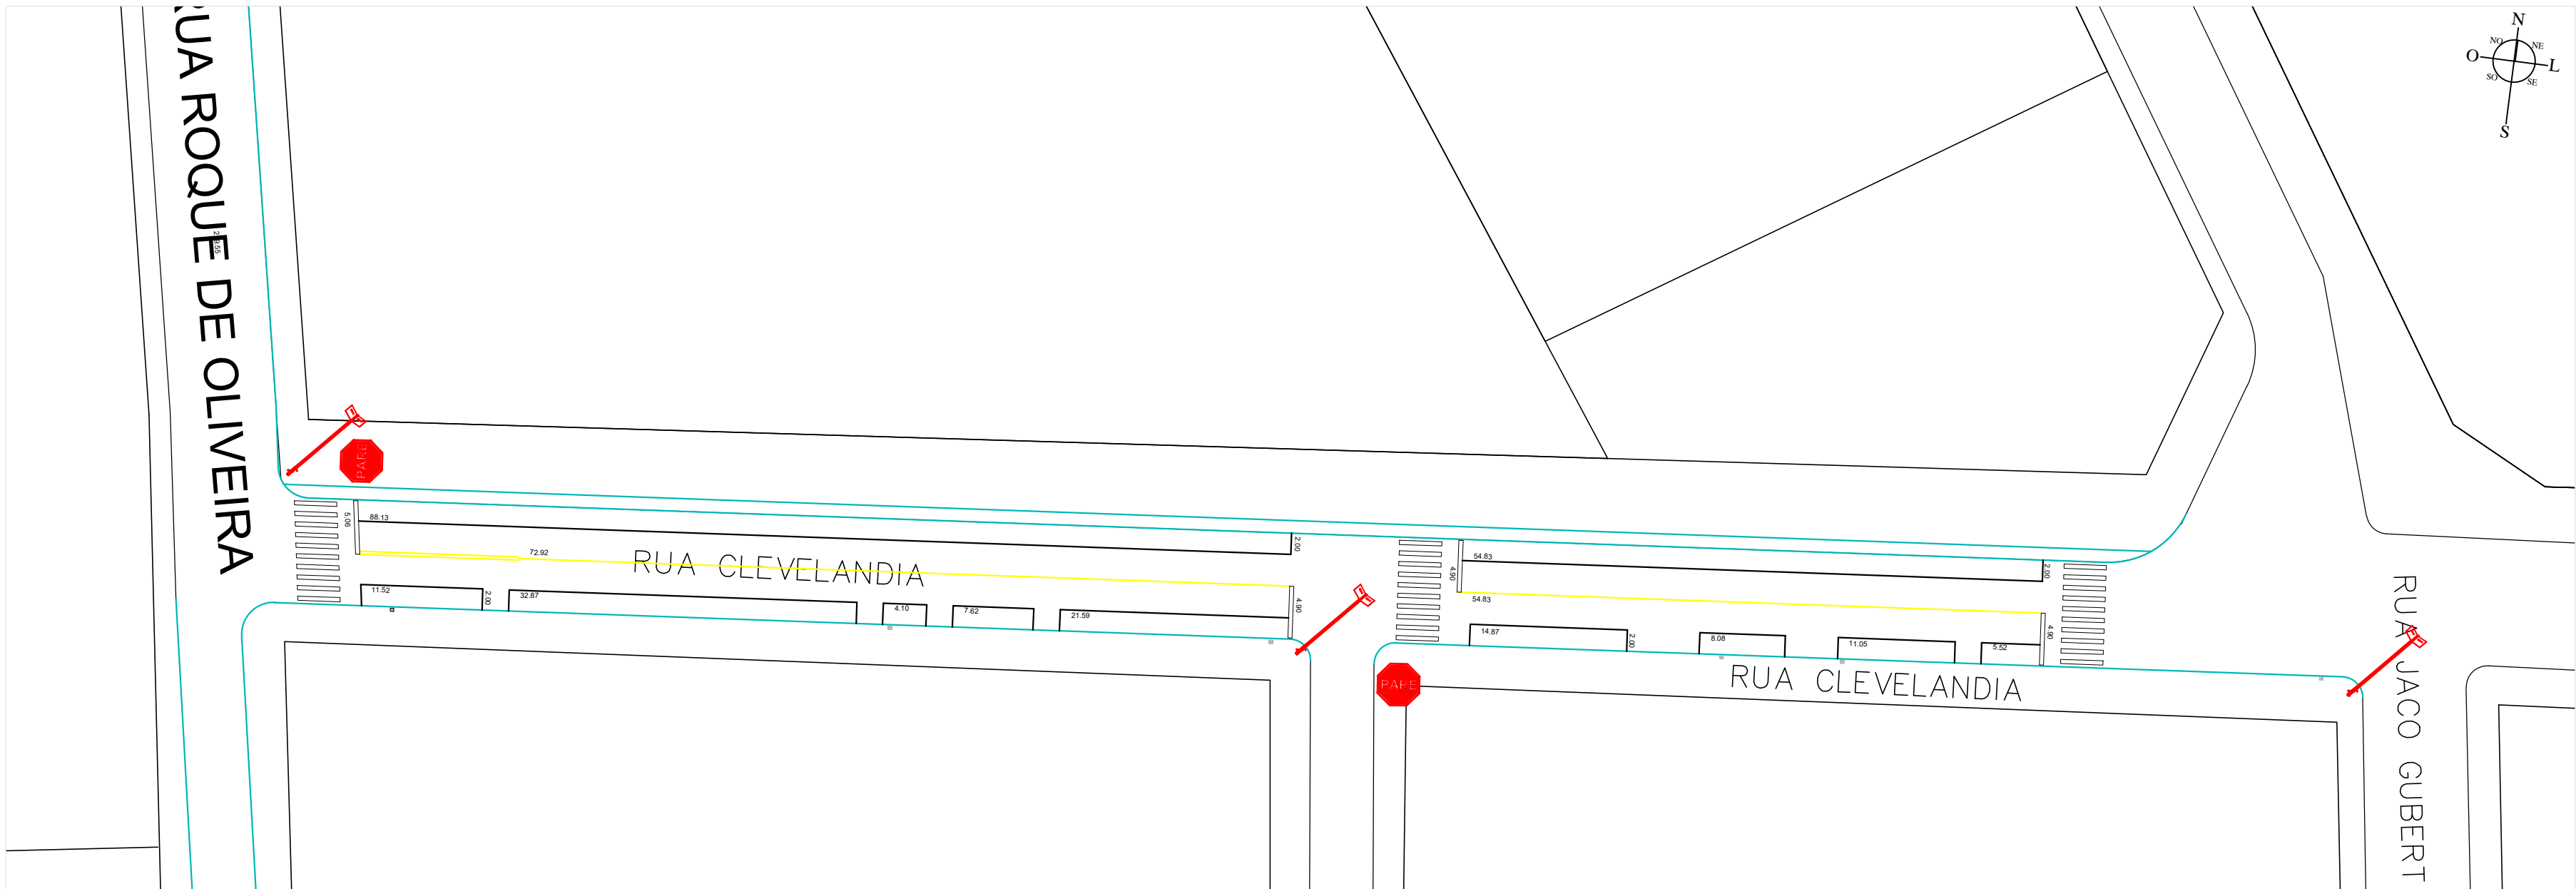 RUA ROQUE DE OLIVEIRA
N
NO
NE
O
L
SO
SE
S
PARE
5.06
88.13
2.00
72.92
RUA CLEVELANDIA
11.52
2.00
32.87
4.10
7.62
21.59
4.90
4.90
54.83
2.00
54.83
14.87
2.00
8.08
11.05
5.52
4.90
PARE
RUA CLEVELANDIA
RUA JACO GUBERT